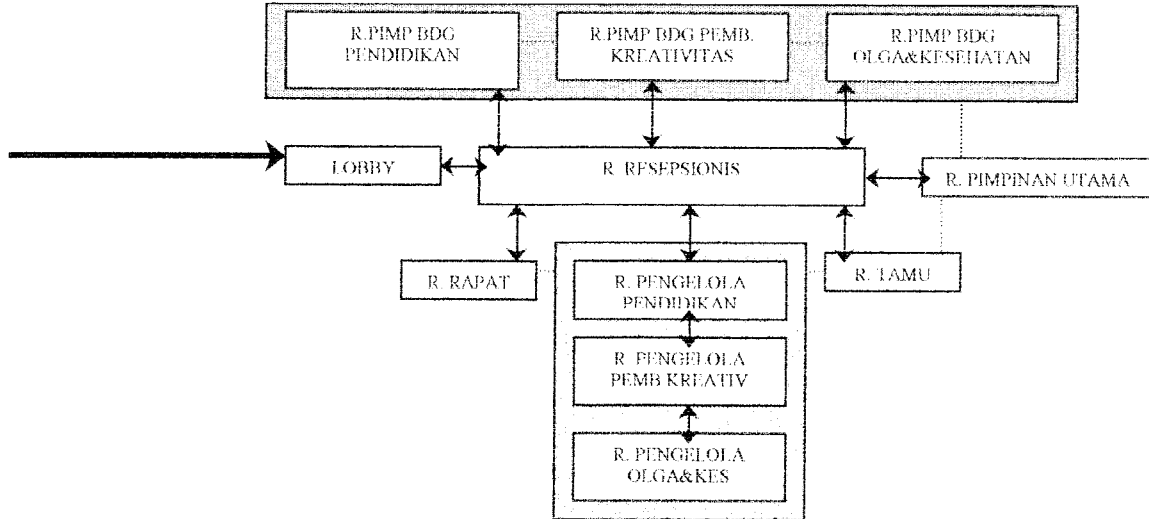 R.PIMP BDG
PENDIDIKAN
R.PIMP BDG PEMB.
KREATIVITAS
R.PIMP BDG
OLGA&KESEHATAN
LOBBY
R. RESEPSIONIS
R. PIMPINAN UTAMA
R. RAPAT
R. PENGELOLA
PENDIDIKAN
R. TAMU
R. PENGELOLA
PEMB KREATIV
R. PENGELOLA
OLGA&KES